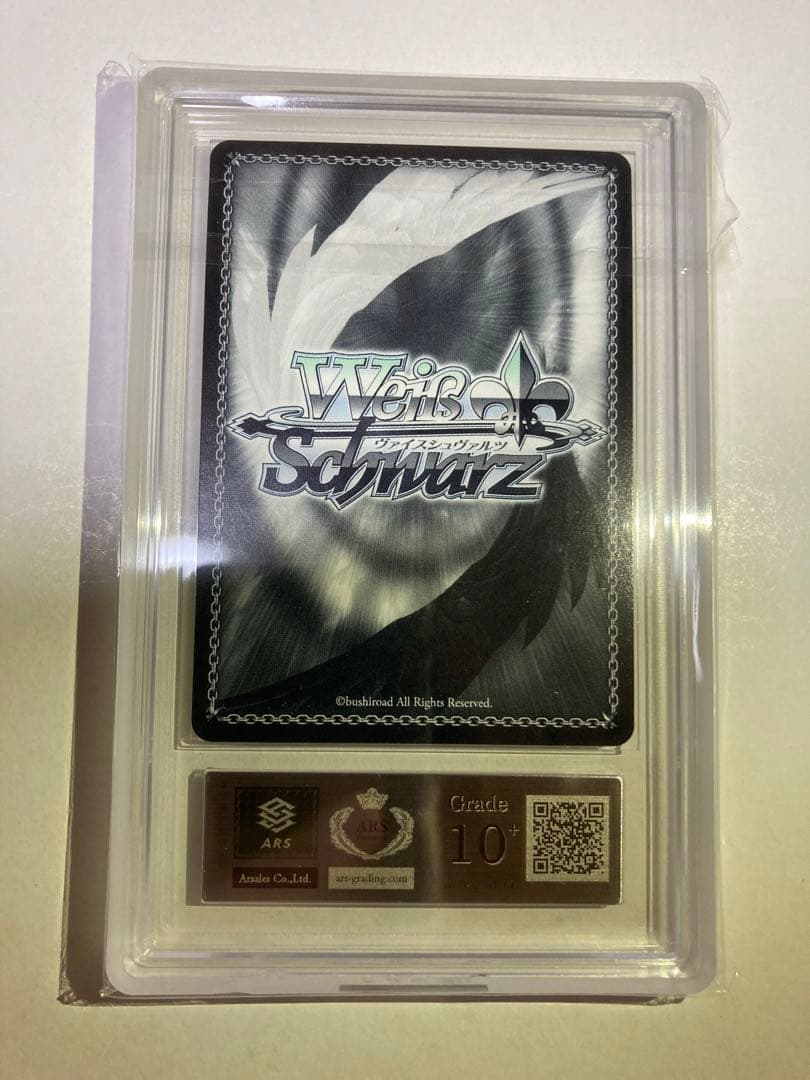 Weiß
ヴァイスシュヴァルツ
Schwarz
©bushiroad All Rights Reserved.
ARS
Arsales Co.,Ltd.
ARS
ars-grading.com
Grade
10+